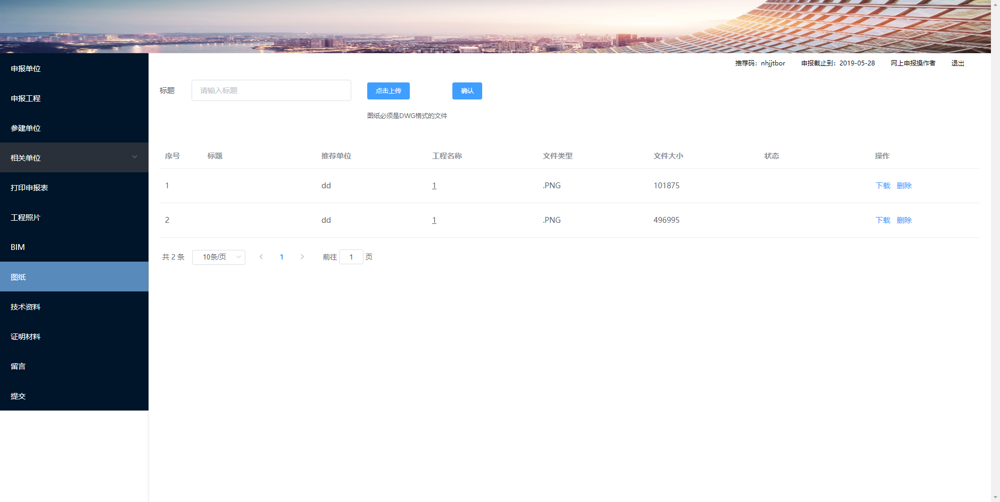 推荐码：nhjjtbor 申报截止到：2019-05-28 网上申报操作者 退出
申报单位
申报工程
参建单位
相关单位
打印申报表
工程照片
BIM
图纸
技术资料
证明材料
留言
提交
标题 请输入标题 点击上传 确认
图纸必须是DWG格式的文件
序号 标题 推荐单位 工程名称 文件类型 文件大小 状态 操作
1 dd 1 .PNG 101875 下载 删除
2 dd 1 .PNG 496995 下载 删除
共 2 条 10条/页 1 前往 1 页